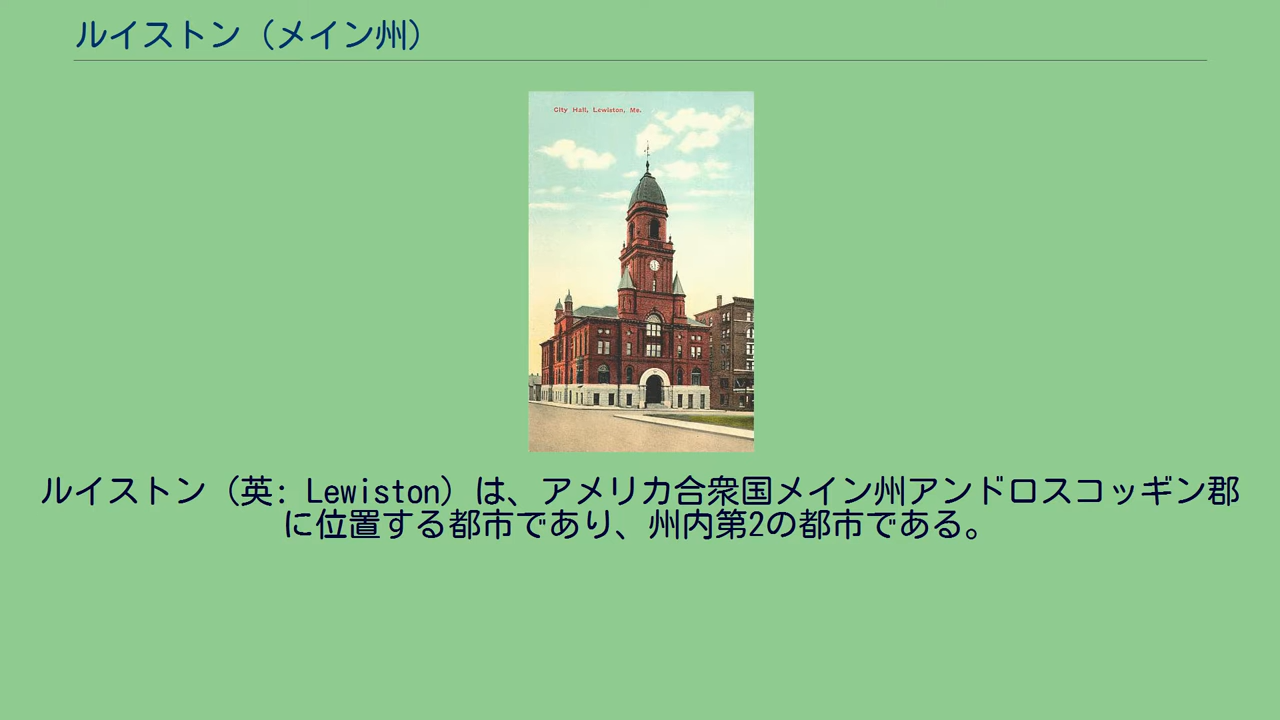 ルイストン（メイン州）
City Hall, Lewiston, Me.
ルイストン（英: Lewiston）は、アメリカ合衆国メイン州アンドロスコッギン郡
に位置する都市であり、州内第2の都市である。